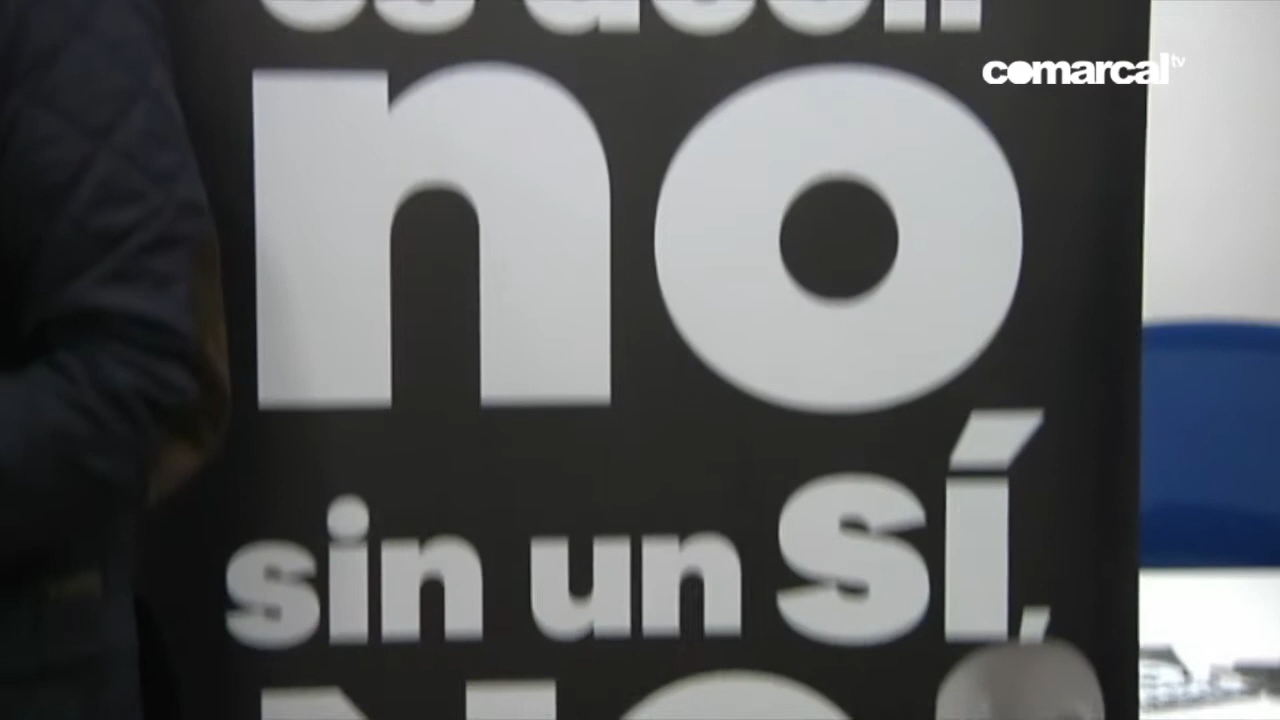 comarcal tv
no
sin un sí,